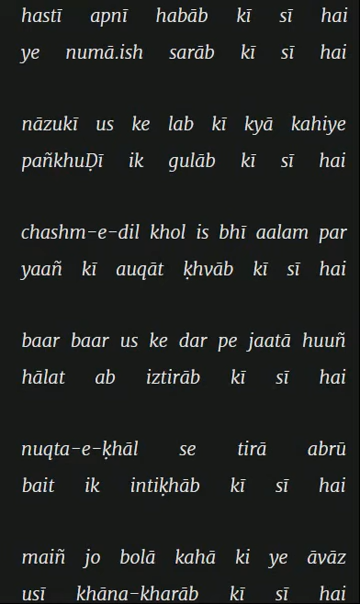 hastī apnī habāb kī sī hai
ye numā.ish sarāb kī sī hai
nāzukī us ke lab kī kyā kahiye
pañkhuḌī ik gulāb kī sī hai
chashm-e-dil khol is bhī aalam par
yaañ kī auqāt ḳhvāb kī sī hai
baar baar us ke dar pe jaatā huuñ
hālat ab iztirāb kī sī hai
nuqta-e-ḳhāl se tirā abrū
bait ik intiḳhāb kī sī hai
maiñ jo bolā kahā ki ye āvāz
usī khāna-kharāb kī sī hai